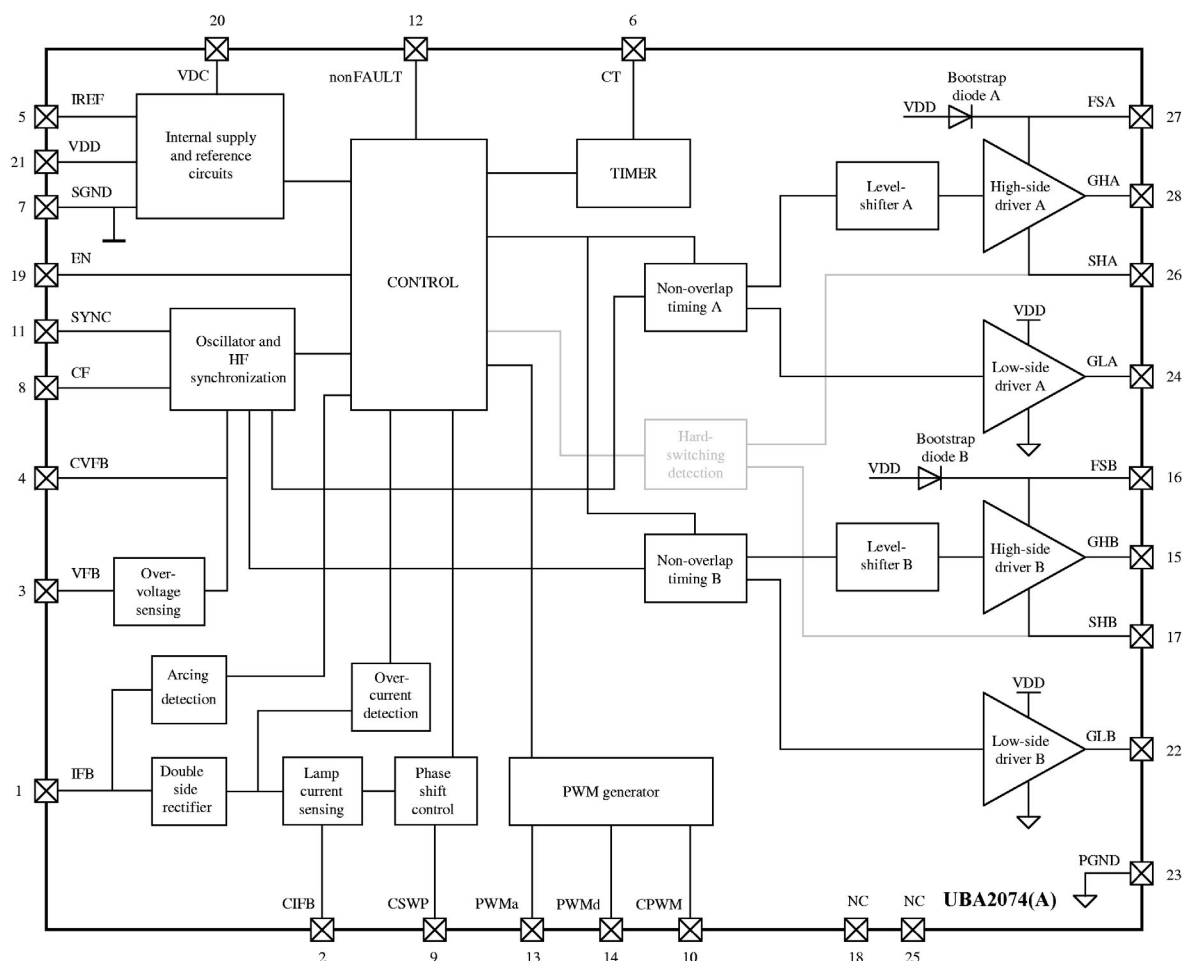 20
12
6
VDC
nonFAULT
CT
5
IREF
21
VDD
7
SGND
Internal supply
and reference
circuits
TIMER
VDD
Bootstrap
diode A
FSA
27
Level-
shifter A
High-side
driver A
GHA
28
19
EN
CONTROL
Non-overlap
timing A
SHA
26
11
SYNC
8
CF
Oscillator and
HF
synchronization
VDD
Low-side
driver A
GLA
24
Hard-
switching
detection
4
CVFB
VDD
Bootstrap
diode B
FSB
16
3
VFB
Over-
voltage
sensing
Non-overlap
timing B
Level-
shifter B
High-side
driver B
GHB
15
SHB
17
Arcing
detection
Over-
current
detection
VDD
Low-side
driver B
GLB
22
1
IFB
Double
side
rectifier
Lamp
current
sensing
Phase
shift
control
PWM generator
PGND
23
CIFB
CSWP
PWMa
PWMd
CPWM
NC
NC
UBA2074(A)
2
9
13
14
10
18
25